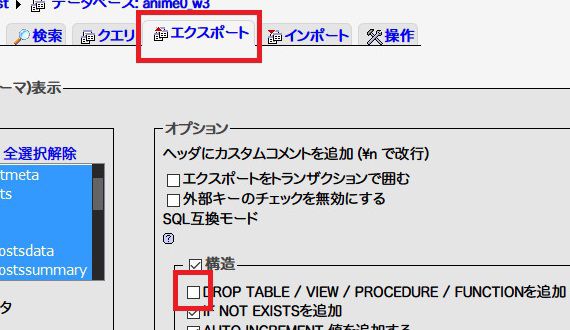 データベース: anime0_w3
検索 クエリ エクスポート インポート 操作
ーマ)表示
オプション
全選択解除
ヘッダにカスタムコメントを追加 (\n で改行)
tmeta
エクスポートをトランザクションで囲む
ts
外部キーのチェックを無効にする
SQL互換モード
ostsdata
構造
ostssummary
DROP TABLE / VIEW / PROCEDURE / FUNCTIONを追加
タ
IF NOT EXISTSを追加
AUTO_INCREMENT 値を追加する